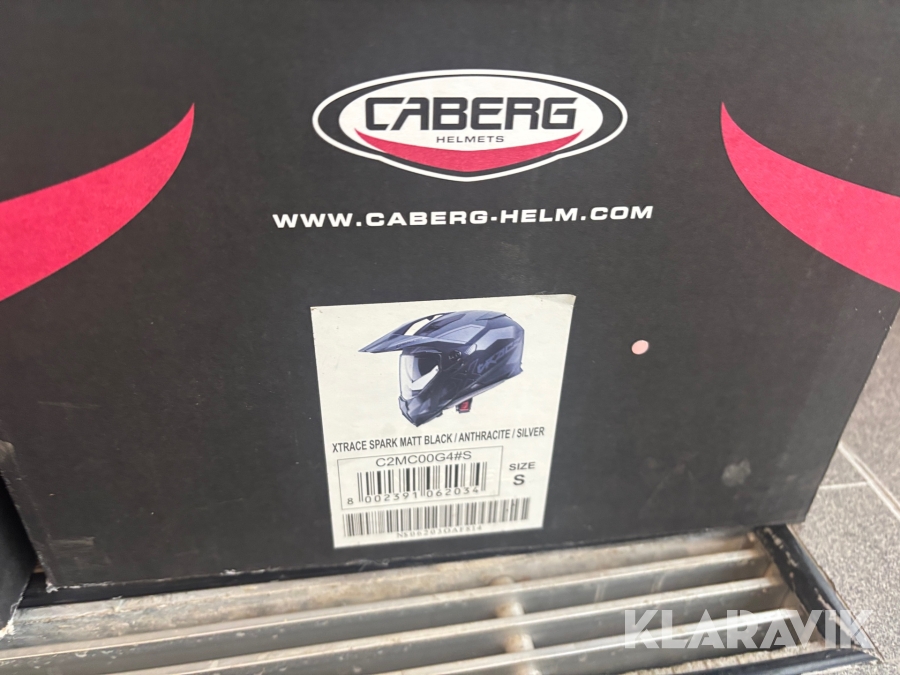 CABERG
HELMETS
WWW.CABERG-HELM.COM
XTRACE SPARK MATT BLACK / ANTHRACITE / SILVER
C2MC00G4#S
SIZE
S
8 002391 062034
KLARAVIK